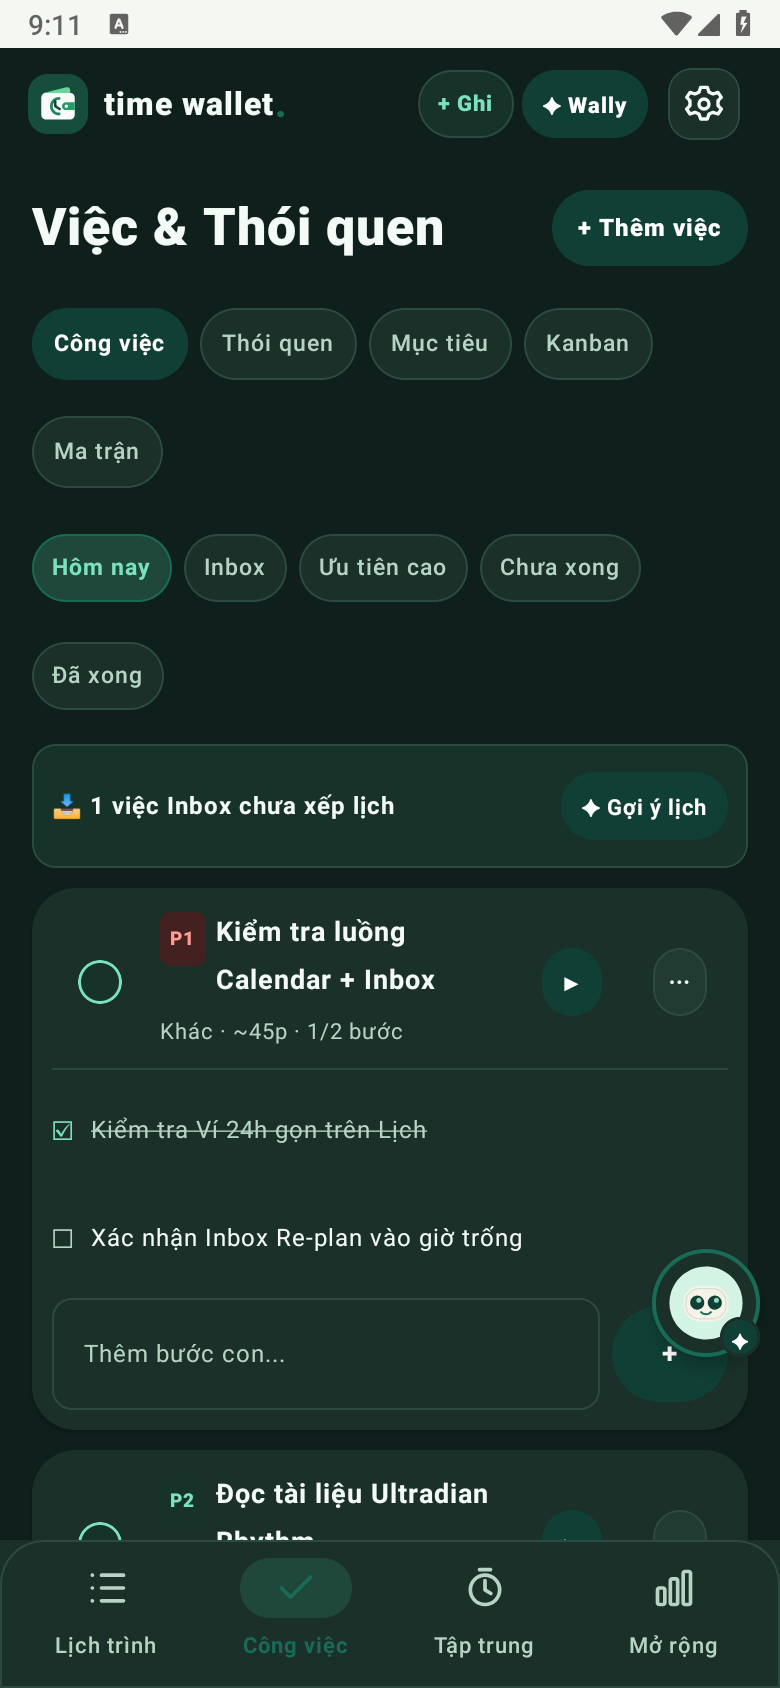 9:11
A
time wallet.
+ Ghi
✦ Wally
Việc & Thói quen
+ Thêm việc
Công việc
Thói quen
Mục tiêu
Kanban
Ma trận
Hôm nay
Inbox
Ưu tiên cao
Chưa xong
Đã xong
📥 1 việc Inbox chưa xếp lịch
✦ Gợi ý lịch
P1 Kiểm tra luồng
Calendar + Inbox
▶
···
Khác · ~45p · 1/2 bước
☑ Kiểm tra Ví 24h gọn trên Lịch
☐ Xác nhận Inbox Re-plan vào giờ trống
Thêm bước con...
+
P2 Đọc tài liệu Ultradian
Rhythm
Lịch trình
Công việc
Tập trung
Mở rộng